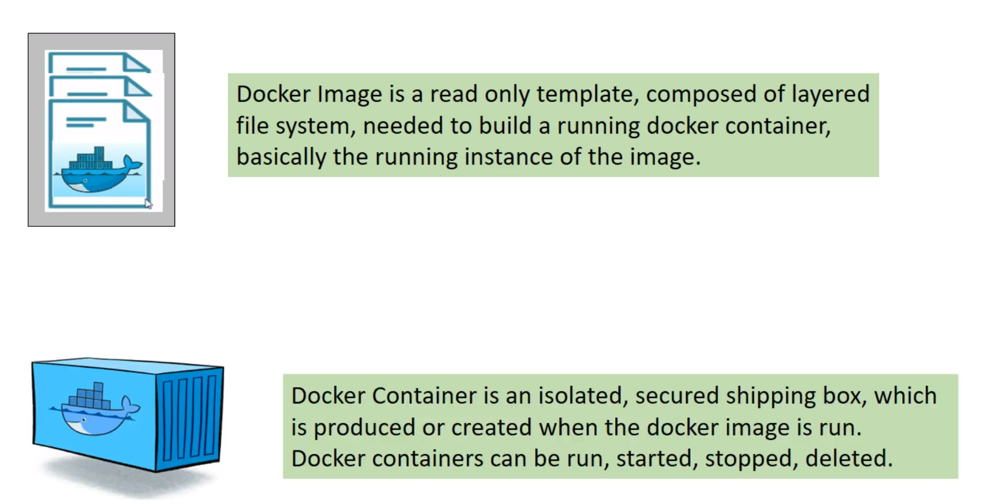 Docker Image is a read only template, composed of layered
file system, needed to build a running docker container,
basically the running instance of the image.
Docker Container is an isolated, secured shipping box, which
is produced or created when the docker image is run.
Docker containers can be run, started, stopped, deleted.